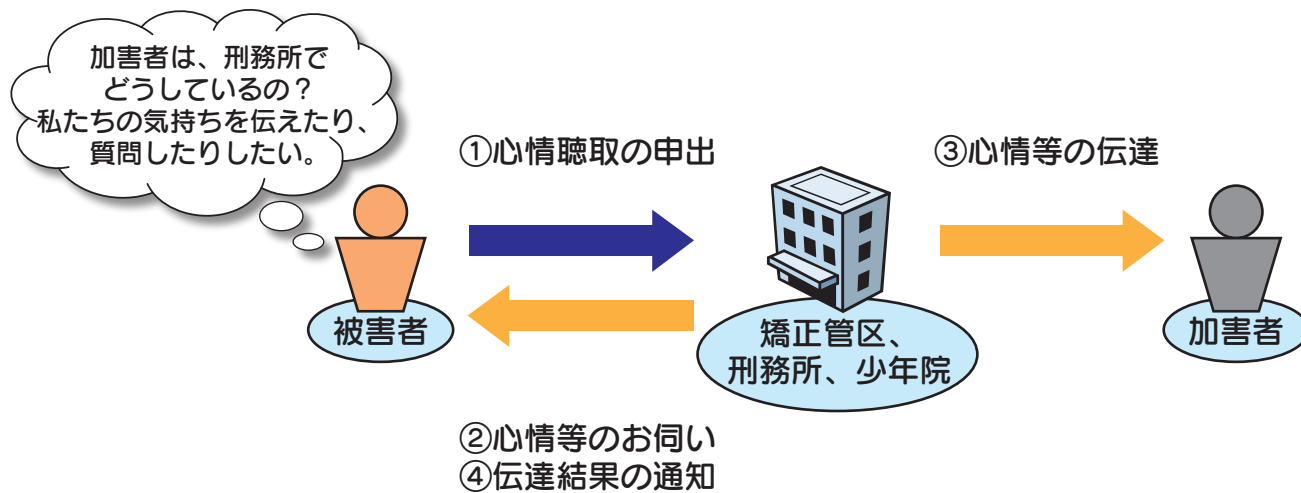 加害者は、刑務所で
どうしているの？
私たちの気持ちを伝えたり、
質問したりしたい。
①心情聴取の申出
③心情等の伝達
被害者
矯正管区、
刑務所、少年院
加害者
②心情等のお伺い
④伝達結果の通知